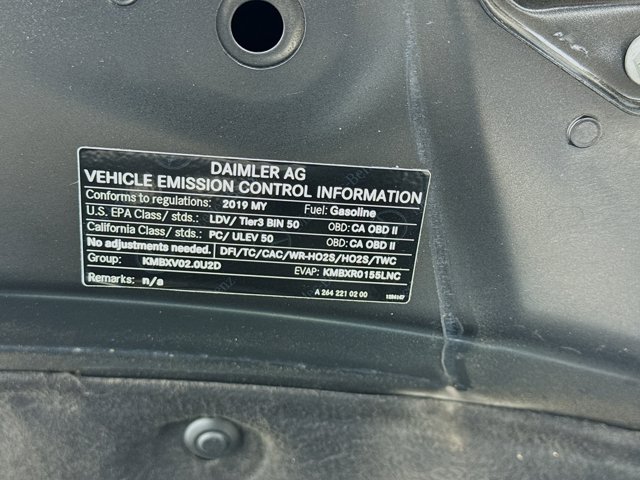 DAIMLER AG
VEHICLE EMISSION CONTROL INFORMATION
Conforms to regulations: 2019 MY Fuel: Gasoline
U.S. EPA Class/ stds.: LDV/ Tier3 BIN 50 OBD: CA OBD II
California Class/ stds.: PC/ ULEV 50 OBD: CA OBD II
No adjustments needed. DFI/TC/CAC/WR-HO2S/HO2S/TWC
Group: KMBXV02.0U2D EVAP: KMBXR0155LNC
Remarks: n/a
A 264 221 02 00